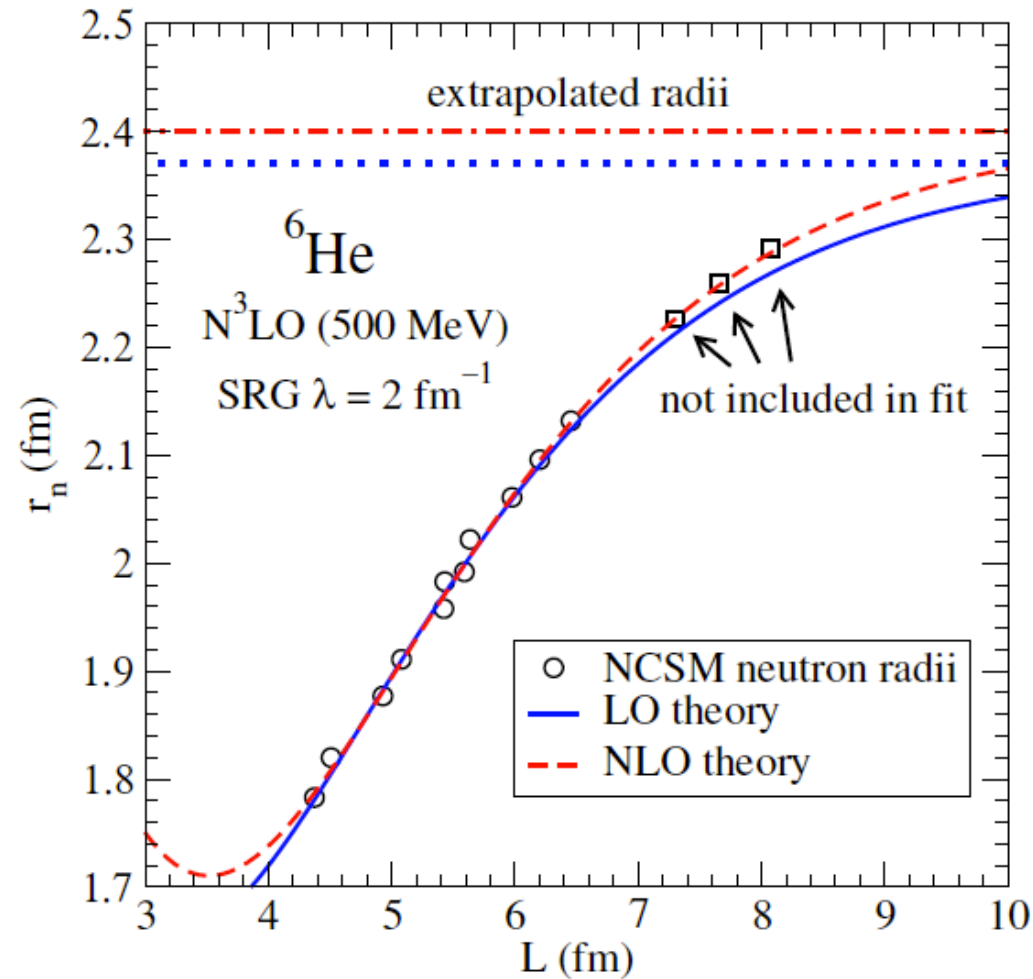 2.5
2.4
2.3
2.2
2.1
2
1.9
1.8
1.7
r_n (fm)
extrapolated radii
⁶He
N³LO (500 MeV)
SRG λ = 2 fm⁻¹
not included in fit
NCSM neutron radii
LO theory
NLO theory
3 4 5 6 7 8 9 10
L (fm)